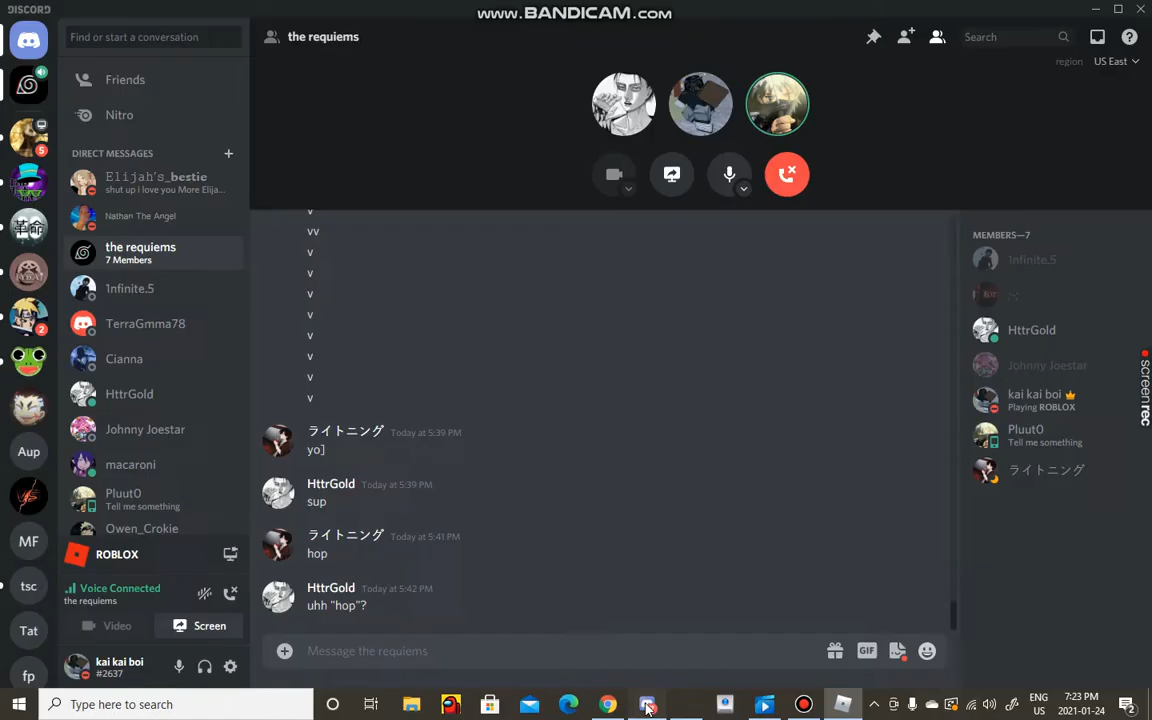 DISCORD
www.BANDICAM.com
Find or start a conversation
the requiems
Search
region
US East
Friends
Nitro
DIRECT MESSAGES
Elijah's_bestie
shut up i love you More Elija...
Nathan The Angel
the requiems
7 Members
1nfinite.5
TerraGmma78
Cianna
HttrGold
Johnny Joestar
macaroni
Pluut0
Tell me something
Owen_Crokie
ROBLOX
Voice Connected
the requiems
Video
Screen
kai kai boi
#2637
5
2
Aup
MF
tsc
Tat
fp
v
vv
v
v
v
v
v
v
v
v
ライトニング Today at 5:39 PM
yo]
HttrGold Today at 5:39 PM
sup
ライトニング Today at 5:41 PM
hop
HttrGold Today at 5:42 PM
uhh "hop"?
Message the requiems
GIF
MEMBERS—7
1nfinite.5
HttrGold
Johnny Joestar
kai kai boi
Playing ROBLOX
Pluut0
Tell me something
ライトニング
screenrec
Type here to search
ENG
US
7:23 PM
2021-01-24
2